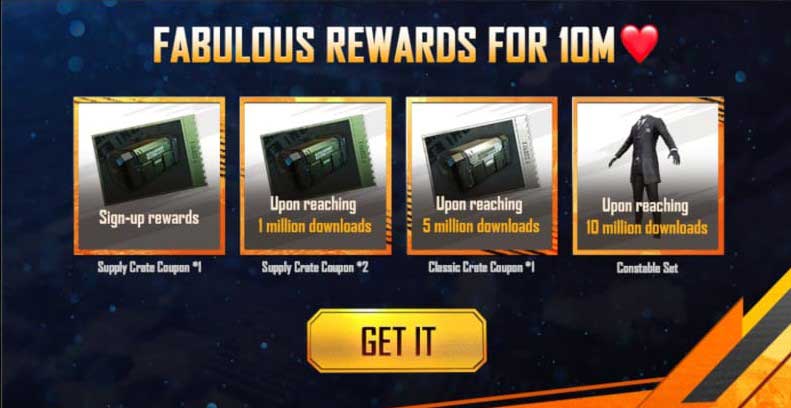 FABULOUS REWARDS FOR 10M❤️
Sign-up rewards
Supply Crate Coupon *1
Upon reaching
1 million downloads
Supply Crate Coupon *2
Upon reaching
5 million downloads
Classic Crate Coupon *1
Upon reaching
10 million downloads
Constable Set
GET IT